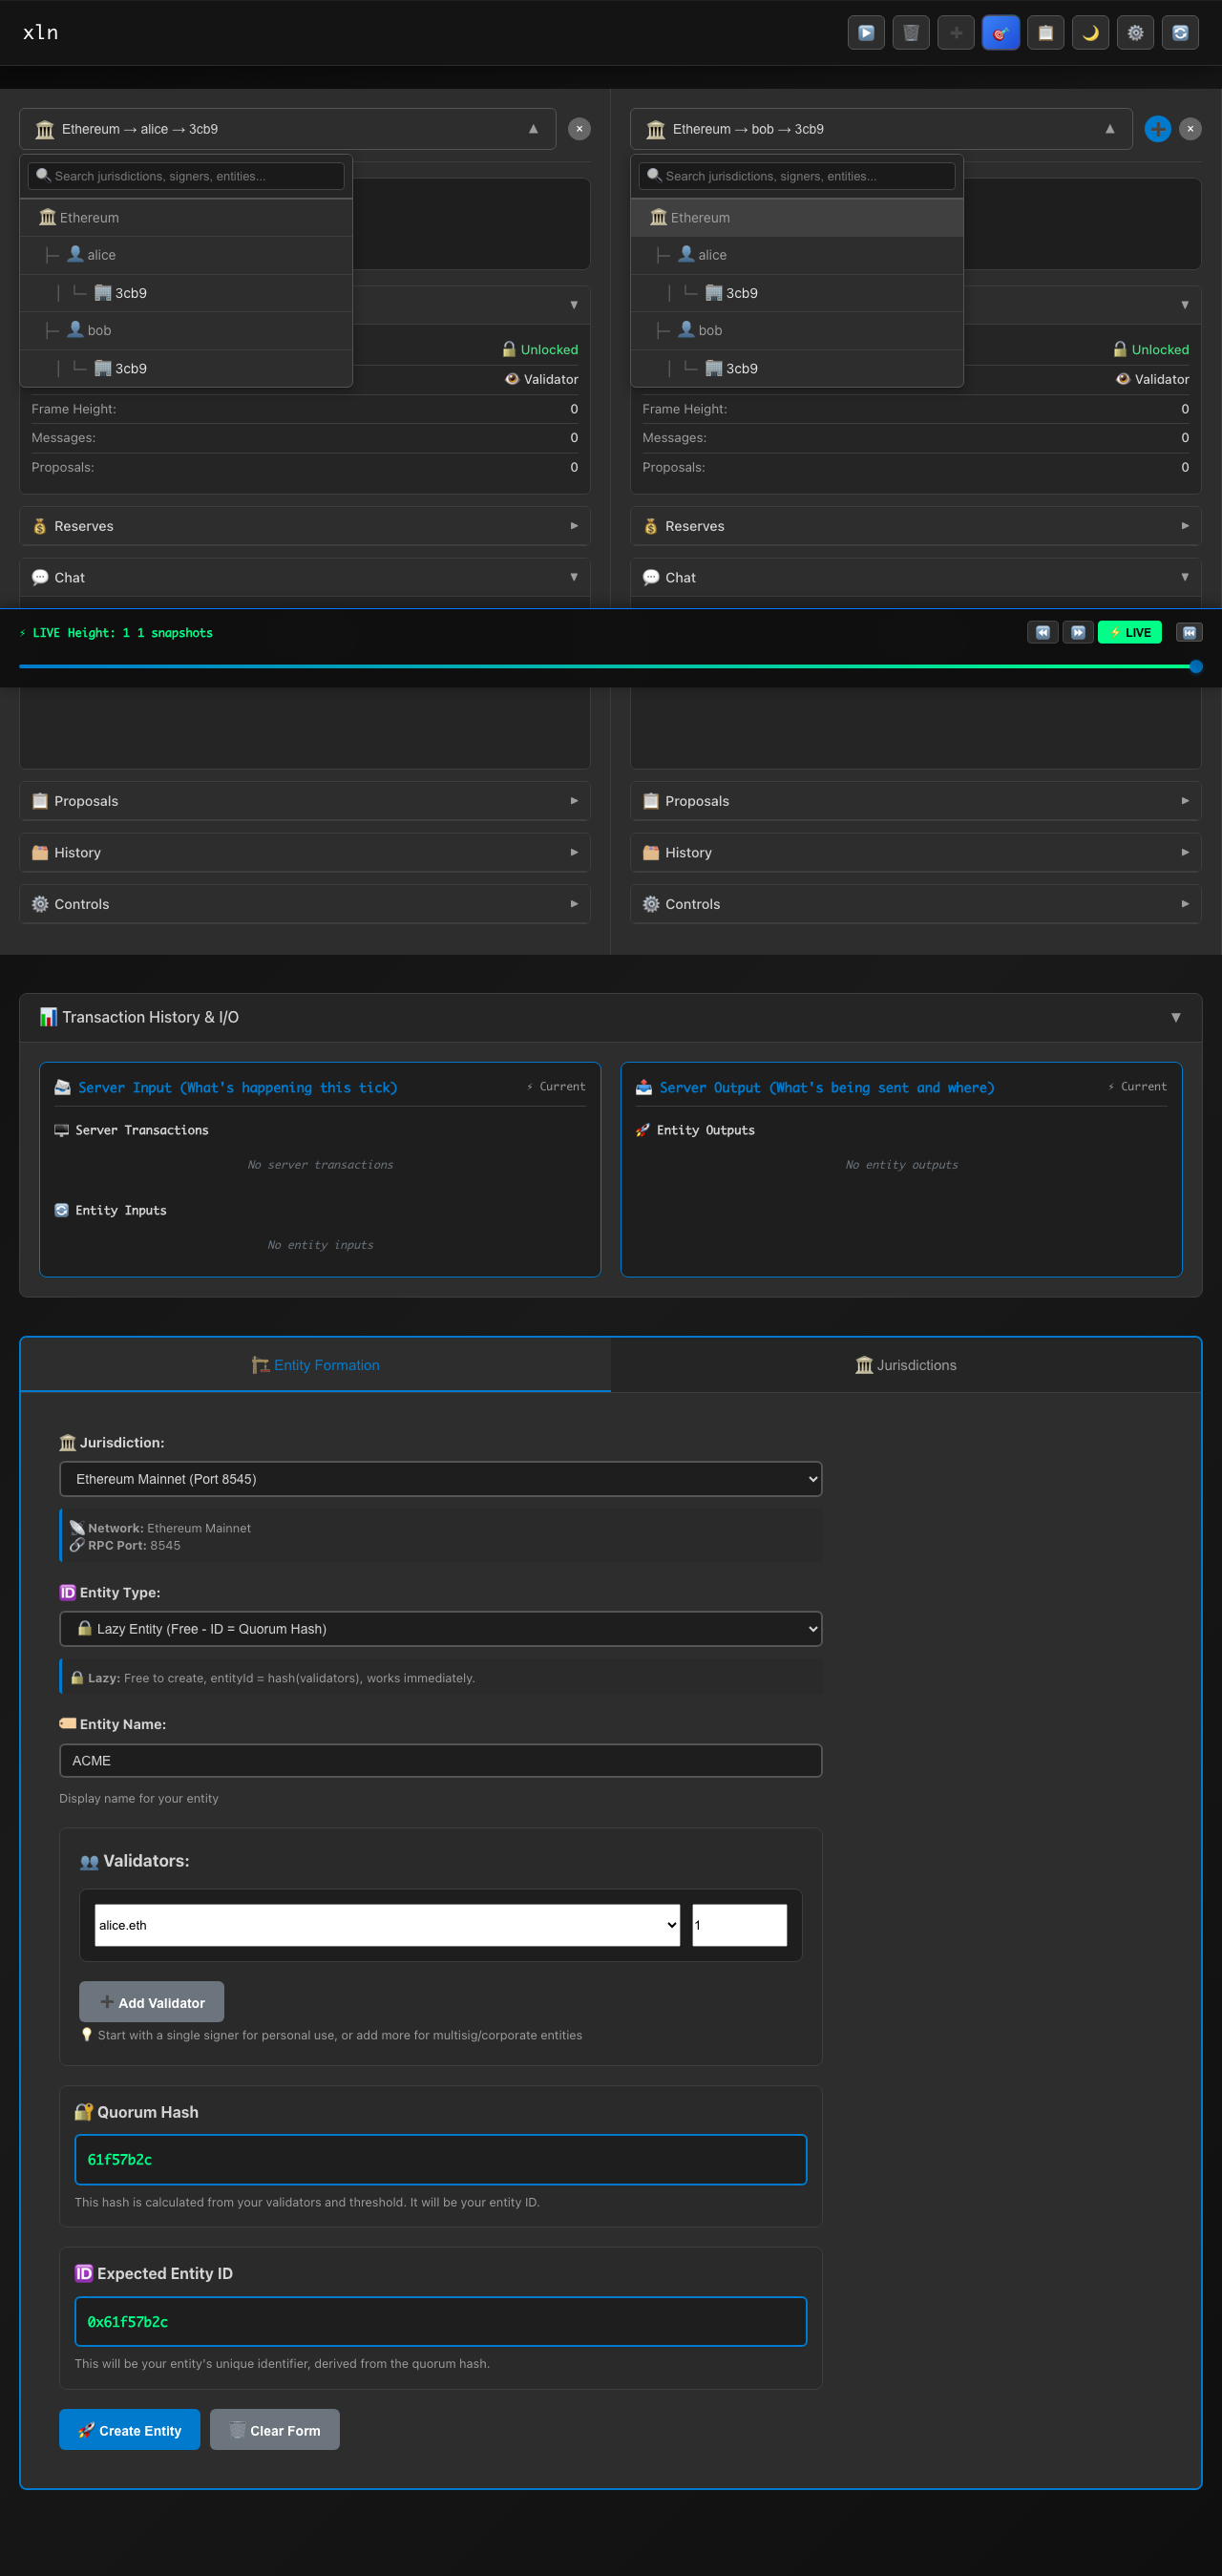 xln
Ethereum → alice → 3cb9
Search jurisdictions, signers, entities...
Ethereum
alice
3cb9
bob
3cb9
Unlocked
Validator
Frame Height: 0
Messages: 0
Proposals: 0
Reserves
Chat
Ethereum → bob → 3cb9
Search jurisdictions, signers, entities...
Ethereum
alice
3cb9
bob
3cb9
Unlocked
Validator
Frame Height: 0
Messages: 0
Proposals: 0
Reserves
Chat
⚡ LIVE Height: 1 1 snapshots
⚡ LIVE
Proposals
History
Controls
Proposals
History
Controls
Transaction History & I/O
Server Input (What's happening this tick) ⚡ Current
Server Transactions
No server transactions
Entity Inputs
No entity inputs
Server Output (What's being sent and where) ⚡ Current
Entity Outputs
No entity outputs
Entity Formation
Jurisdictions
Jurisdiction:
Ethereum Mainnet (Port 8545)
Network: Ethereum Mainnet
RPC Port: 8545
Entity Type:
Lazy Entity (Free - ID = Quorum Hash)
Lazy: Free to create, entityId = hash(validators), works immediately.
Entity Name:
ACME
Display name for your entity
Validators:
alice.eth 1
Add Validator
Start with a single signer for personal use, or add more for multisig/corporate entities
Quorum Hash
61f57b2c
This hash is calculated from your validators and threshold. It will be your entity ID.
Expected Entity ID
0x61f57b2c
This will be your entity's unique identifier, derived from the quorum hash.
Create Entity
Clear Form